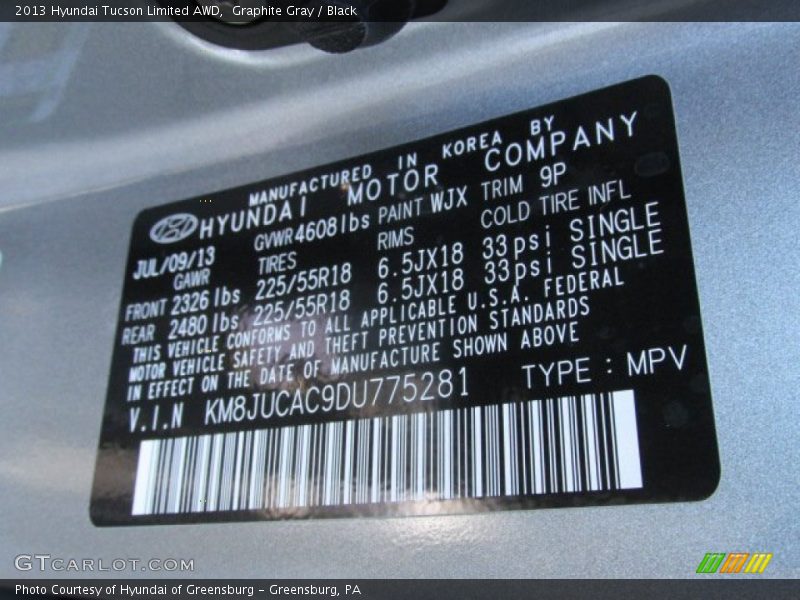 2013 Hyundai Tucson Limited AWD, Graphite Gray / Black
MANUFACTURED IN KOREA BY
HYUNDAI MOTOR COMPANY
JUL/09/13 GVWR 4608 lbs PAINT WJX TRIM 9P
GAWR TIRES RIMS COLD TIRE INFL
FRONT 2326 lbs 225/55R18 6.5JX18 33psi SINGLE
REAR 2480 lbs 225/55R18 6.5JX18 33psi SINGLE
THIS VEHICLE CONFORMS TO ALL APPLICABLE U.S.A. FEDERAL
MOTOR VEHICLE SAFETY AND THEFT PREVENTION STANDARDS
IN EFFECT ON THE DATE OF MANUFACTURE SHOWN ABOVE
V.I.N KM8JUCAC9DU775281 TYPE : MPV
GTCARLOT.COM
Photo Courtesy of Hyundai of Greensburg - Greensburg, PA